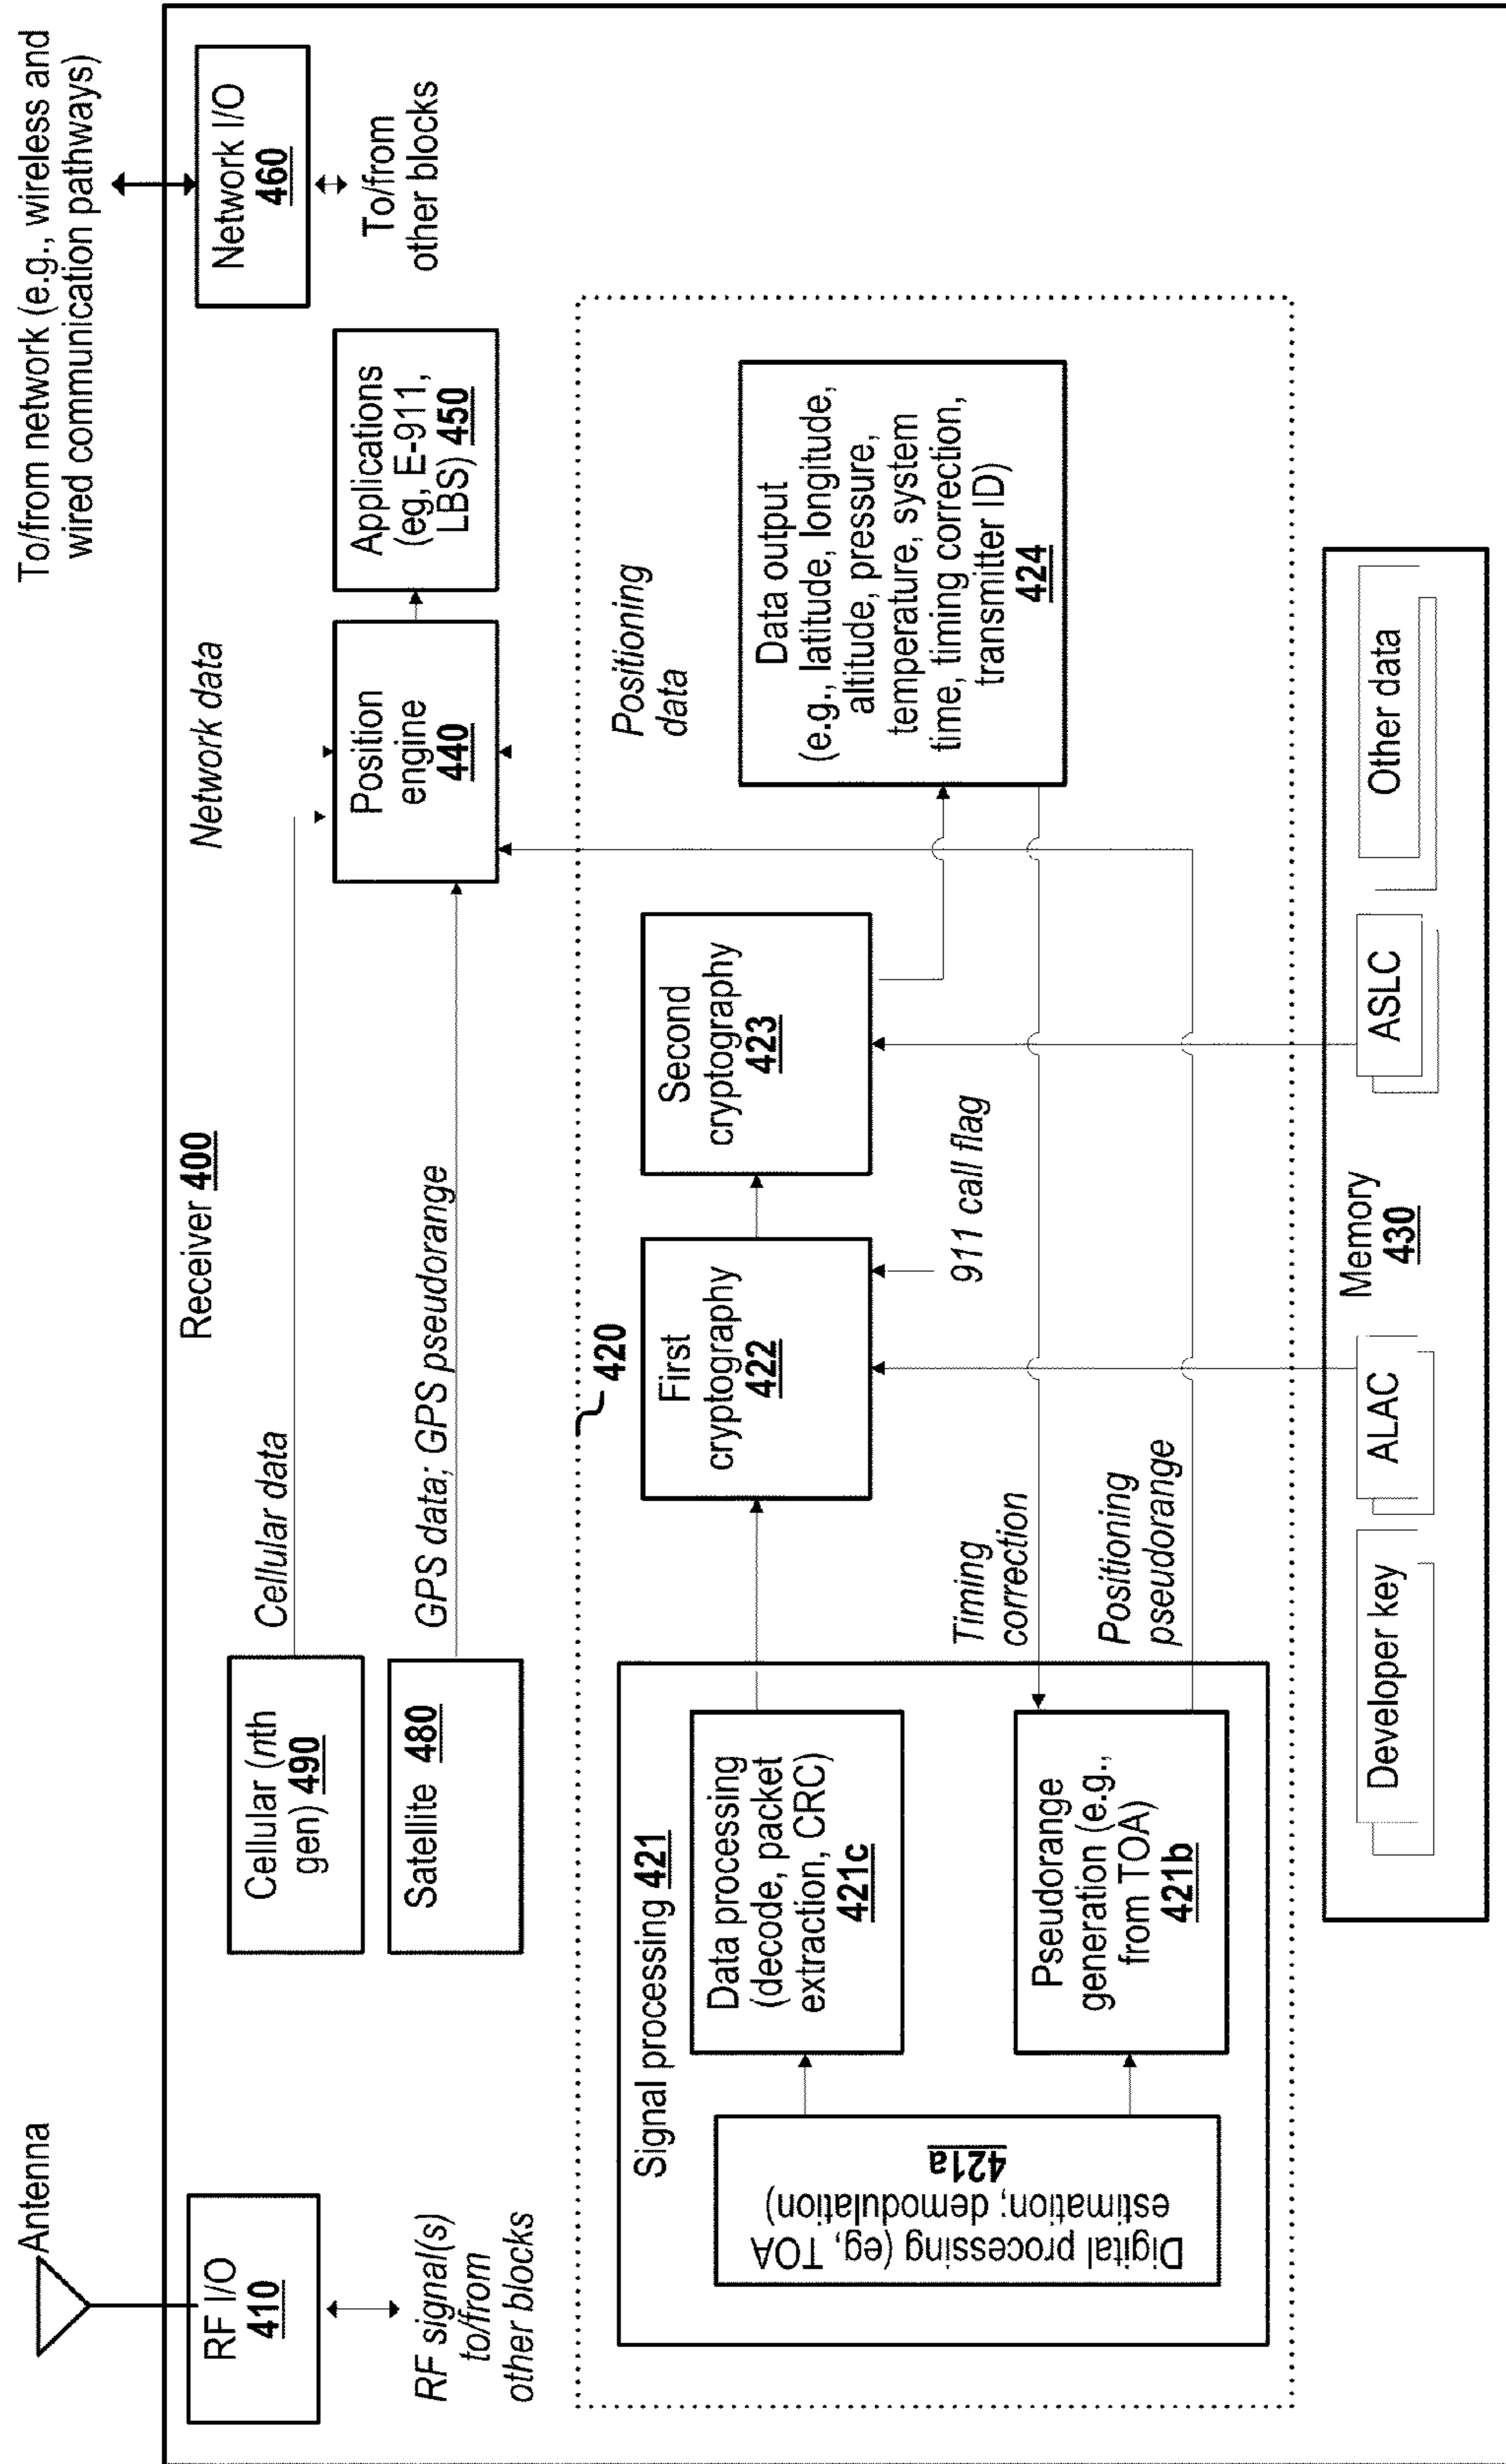 Antenna
To/from network (e.g., wireless and
wired communication pathways)
RF I/O
410
RF signal(s)
to/from
other blocks
Receiver 400
Network I/O
460
To/from
other blocks
Cellular (nth
gen) 490
Cellular data
Network data
Satellite 480
GPS data; GPS pseudorange
Position
engine
440
Applications
(eg, E-911,
LBS) 450
420
Signal processing 421
Digital processing (eg, TOA
estimation; demodulation)
421a
Data processing
(decode, packet
extraction, CRC)
421c
Pseudorange
generation (e.g.,
from TOA)
421b
First
cryptography
422
Second
cryptography
423
911 call flag
Timing
correction
Positioning
pseudorange
Positioning
data
Data output
(e.g., latitude, longitude,
altitude, pressure,
temperature, system
time, timing correction,
transmitter ID)
424
Developer key
ALAC
Memory
430
ASLC
Other data